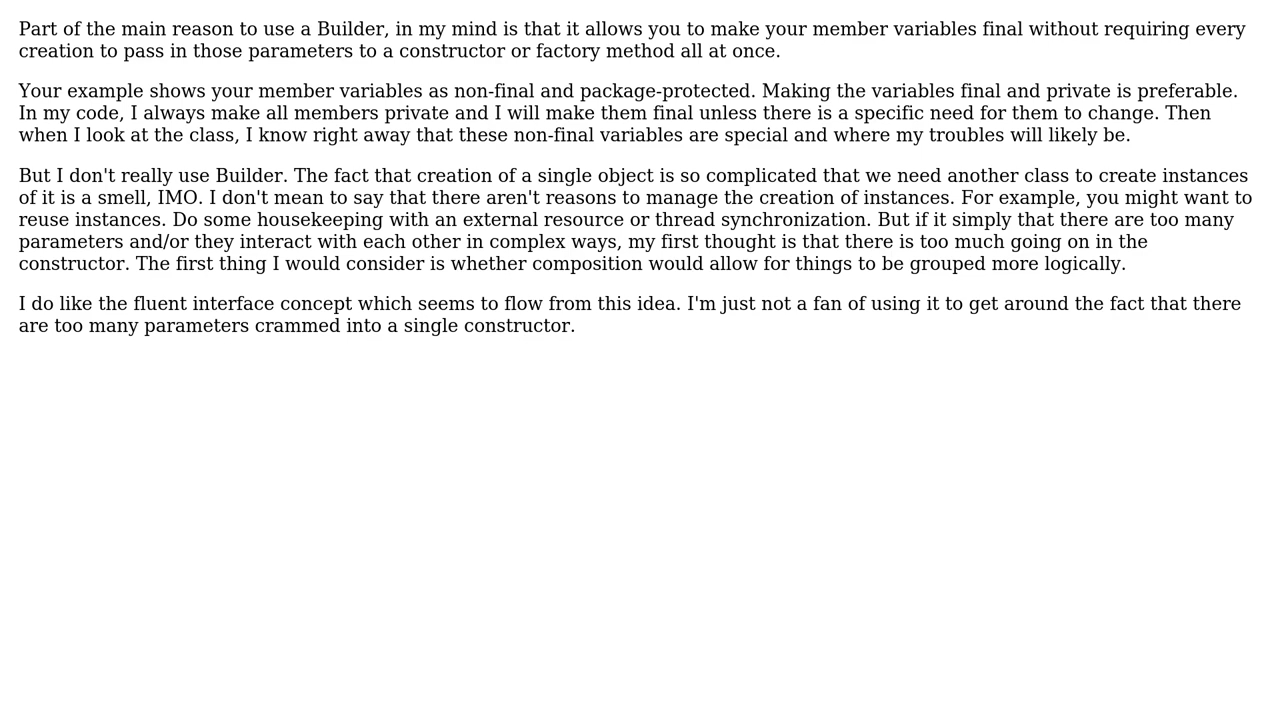 Part of the main reason to use a Builder, in my mind is that it allows you to make your member variables final without requiring every
creation to pass in those parameters to a constructor or factory method all at once.
Your example shows your member variables as non-final and package-protected. Making the variables final and private is preferable.
In my code, I always make all members private and I will make them final unless there is a specific need for them to change. Then
when I look at the class, I know right away that these non-final variables are special and where my troubles will likely be.
But I don't really use Builder. The fact that creation of a single object is so complicated that we need another class to create instances
of it is a smell, IMO. I don't mean to say that there aren't reasons to manage the creation of instances. For example, you might want to
reuse instances. Do some housekeeping with an external resource or thread synchronization. But if it simply that there are too many
parameters and/or they interact with each other in complex ways, my first thought is that there is too much going on in the
constructor. The first thing I would consider is whether composition would allow for things to be grouped more logically.
I do like the fluent interface concept which seems to flow from this idea. I'm just not a fan of using it to get around the fact that there
are too many parameters crammed into a single constructor.